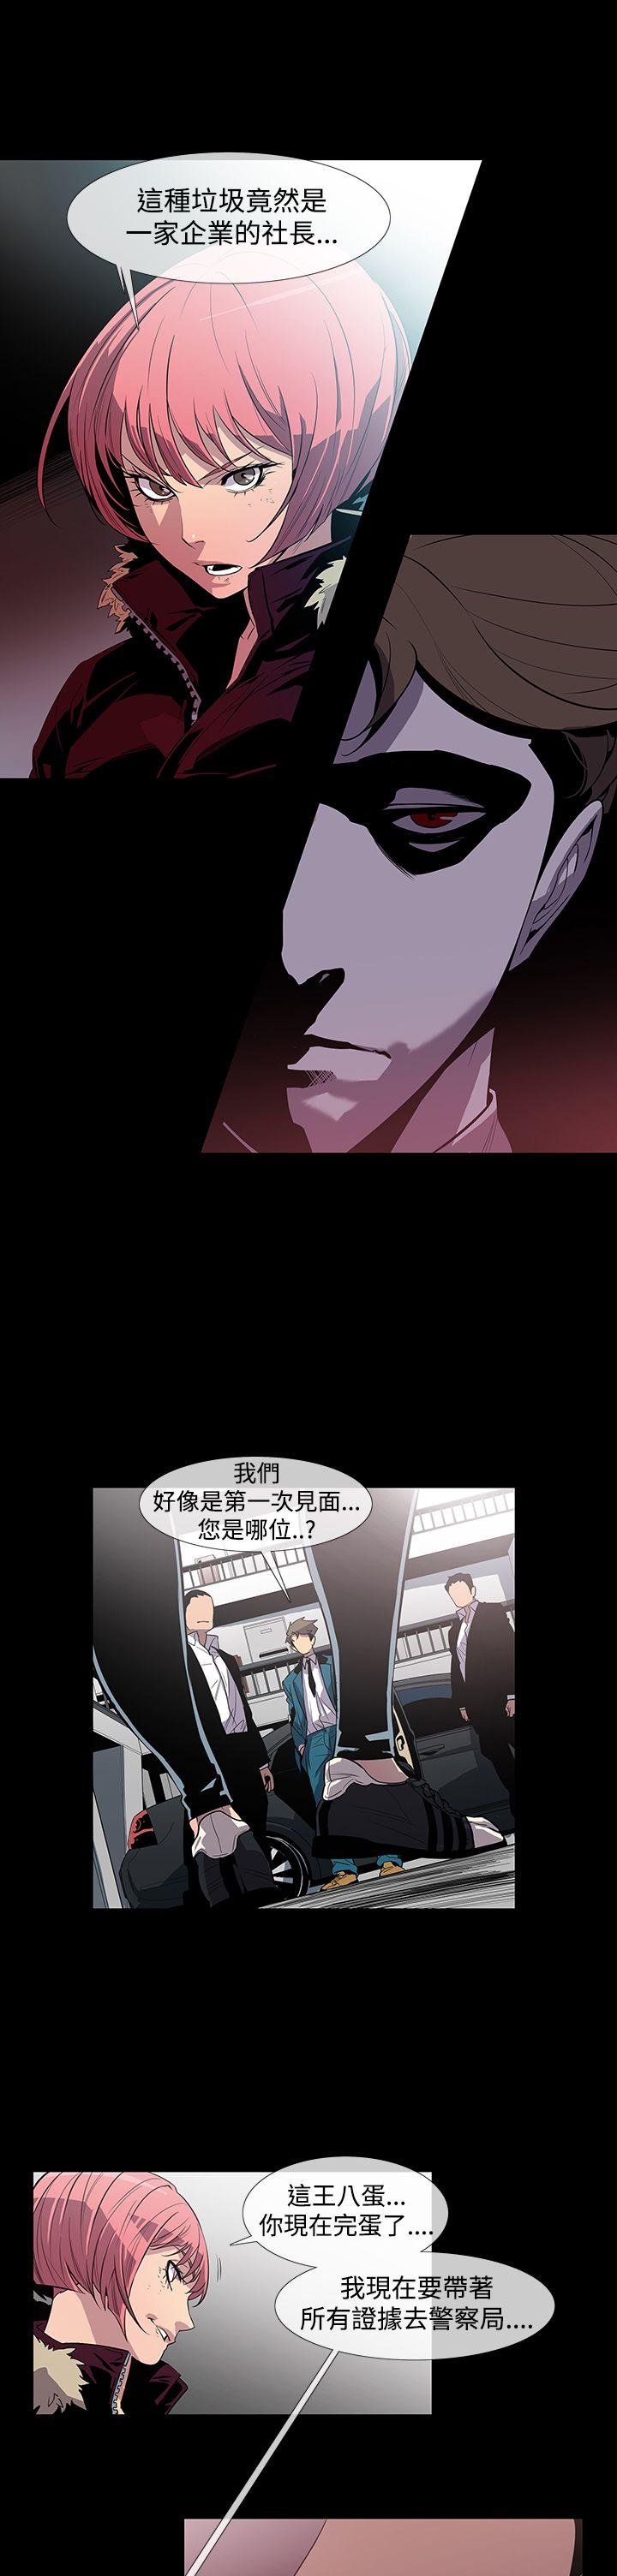 這種垃圾竟然是
一家企業的社長...
我們
好像是第一次見面...
您是哪位..?
這王八蛋...
你現在完蛋了....
我現在要帶著
所有證據去警察局....